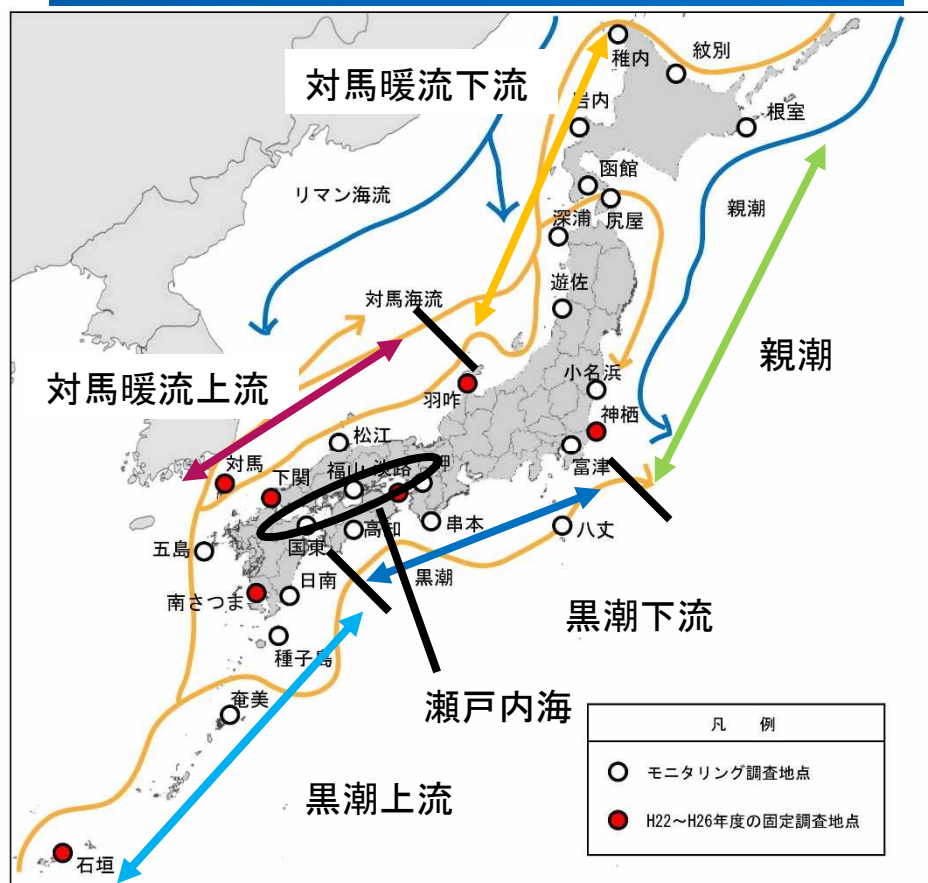 稚内
紋別
対馬暖流下流
岩内
根室
函館
リマン海流
深浦
尻屋
親潮
遊佐
対馬海流
親潮
対馬暖流上流
羽咋
小名浜
神栖
松江
富津
対馬
下関
福山
淡路
岬
五島
国東
高知
串本
八丈
南さつま
日南
黒潮
黒潮下流
種子島
瀬戸内海
奄美
黒潮上流
石垣
凡 例
モニタリング調査地点
H22～H26年度の固定調査地点